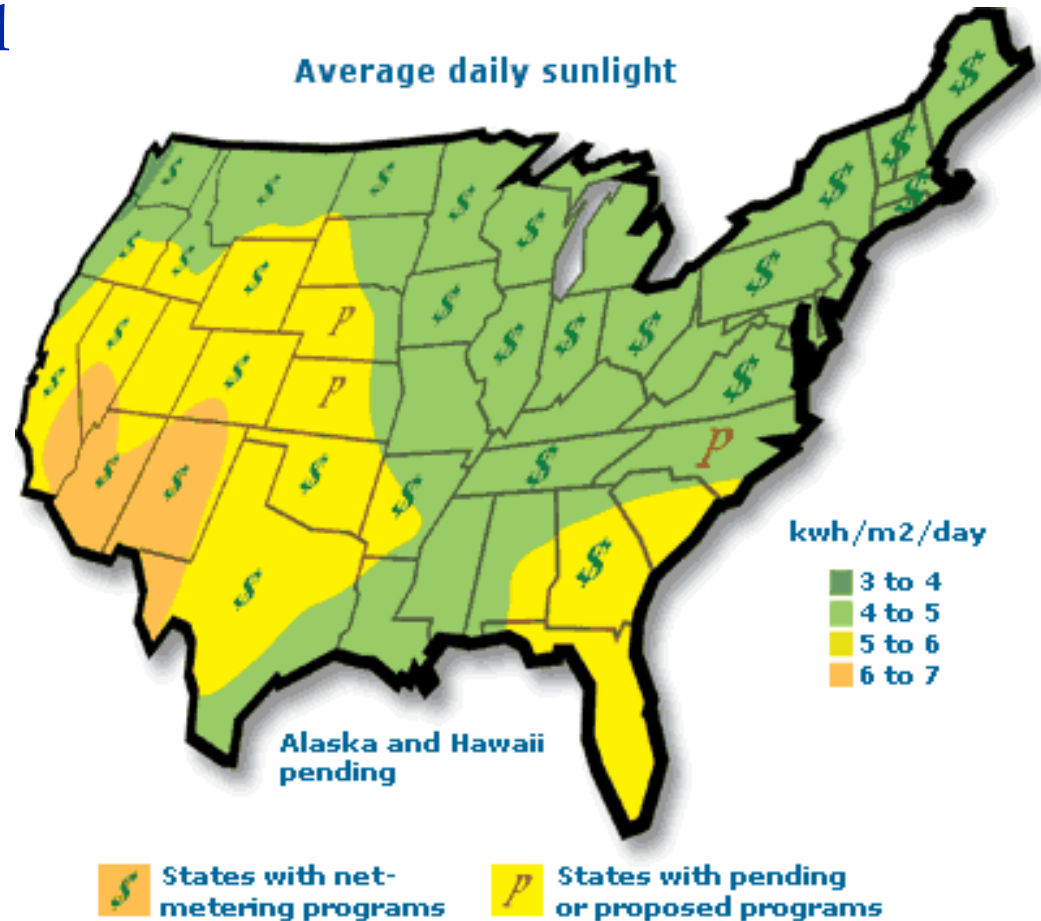 Average daily sunlight
$ $ $ $ $ $ $ $ $ $ $ $ $ $ $ $ $ $ $ $ $ $ $ $ $ $ $ $
P
P
P
kwh/m2/day
3 to 4
4 to 5
5 to 6
6 to 7
Alaska and Hawaii
pending
$ States with net-
metering programs
P States with pending
or proposed programs